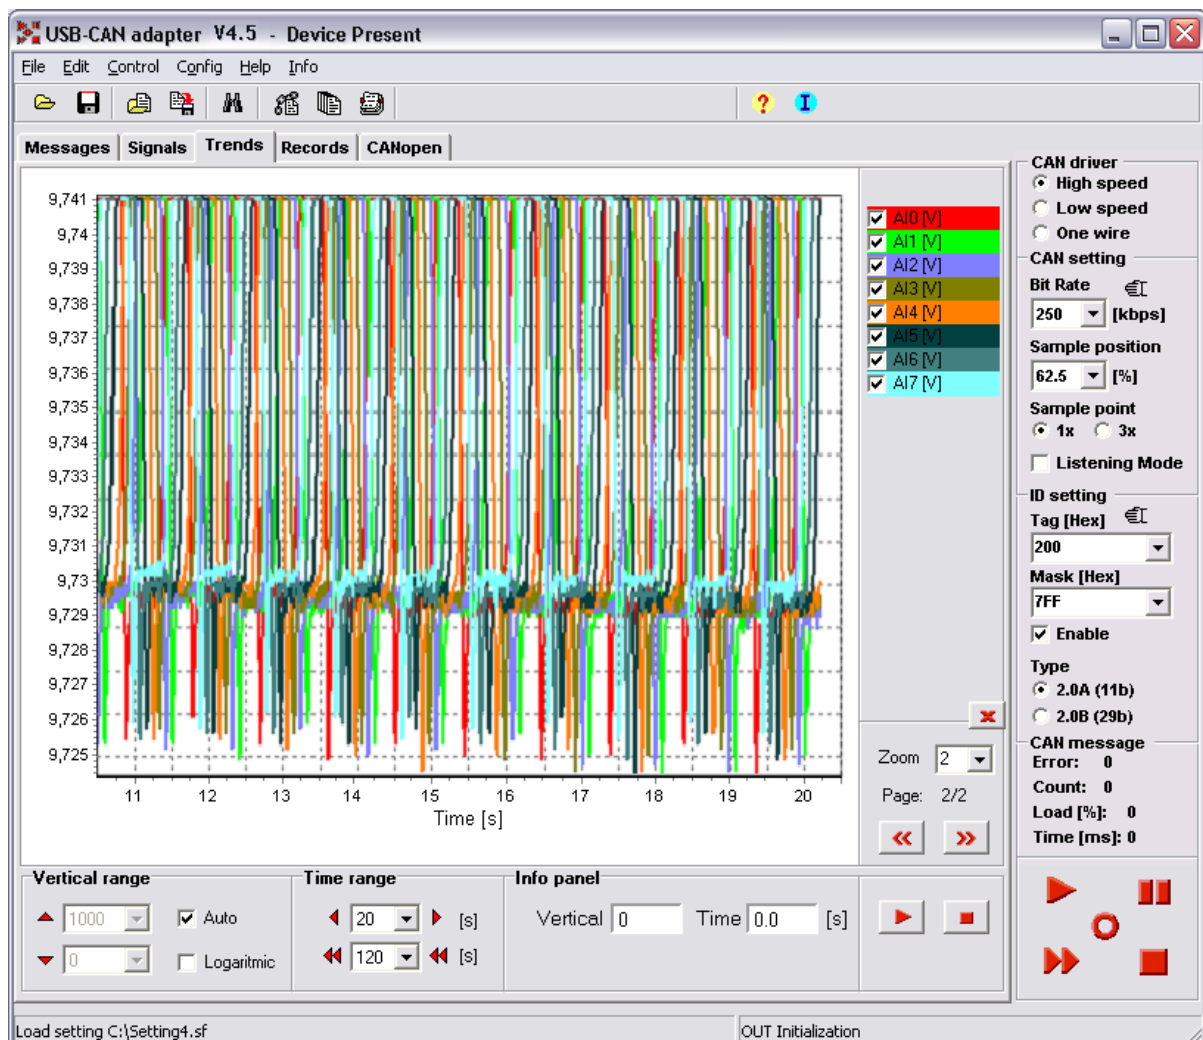 USB-CAN adapter V4.5 - Device Present
File Edit Control Config Help Info
? I
Messages Signals Trends Records CANopen
9,741
9,74
9,739
9,738
9,737
9,736
9,735
9,734
9,733
9,732
9,731
9,73
9,729
9,728
9,727
9,726
9,725
11 12 13 14 15 16 17 18 19 20
Time [s]
AI0 [V]
AI1 [V]
AI2 [V]
AI3 [V]
AI4 [V]
AI5 [V]
AI6 [V]
AI7 [V]
Zoom 2
Page: 2/2
CAN driver
High speed
Low speed
One wire
CAN setting
Bit Rate
250 [kbps]
Sample position
62.5 [%]
Sample point
1x 3x
Listening Mode
ID setting
Tag [Hex]
200
Mask [Hex]
7FF
Enable
Type
2.0A (11b)
2.0B (29b)
CAN message
Error: 0
Count: 0
Load [%]: 0
Time [ms]: 0
Vertical range
1000 Auto
0 Logaritmic
Time range
20 [s]
120 [s]
Info panel
Vertical 0 Time 0.0 [s]
Load setting C:\Setting4.sf
OUT Initialization